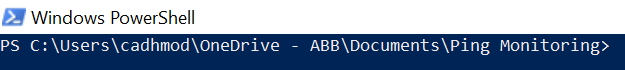 Windows PowerShell
PS C:\Users\cadhmod\OneDrive - ABB\Documents\Ping Monitoring>